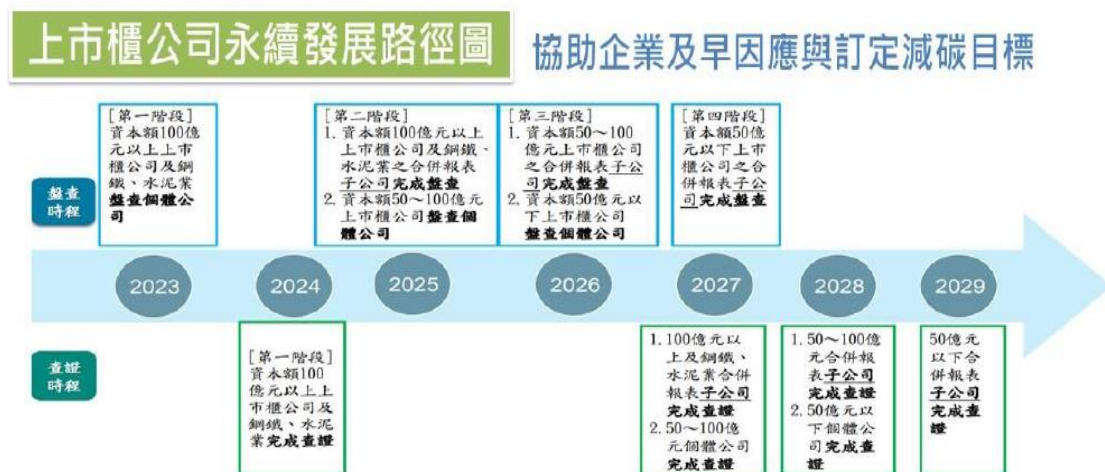 上市櫃公司永續發展路徑圖
協助企業及早因應與訂定減碳目標
盤查
時程
[第一階段]
資本額100億
元以上上市
櫃公司及鋼
鐵、水泥業
盤查個體公
司
[第二階段]
1. 資本額100億元以上
上市櫃公司及鋼鐵、
水泥業之合併報表
子公司完成盤查
2. 資本額50～100億元
上市櫃公司盤查個
體公司
[第三階段]
1. 資本額50～100
億元上市櫃公司
之合併報表子公
司完成盤查
2. 資本額50億元以
下上市櫃公司
盤查個體公司
[第四階段]
資本額50億
元以下上市
櫃公司之合
併報表子公
司完成盤查
2023
2024
2025
2026
2027
2028
2029
查證
時程
[第一階段]
資本額100
億元以上上
市櫃公司及
鋼鐵、水泥
業完成查證
1. 100億元以
上及鋼鐵、
水泥業合併
報表子公司
完成查證
2. 50～100億
元個體公司
完成查證
1. 50～100億
元合併報
表子公司
完成查證
2. 50億元以
下個體公
司完成查
證
50億元
以下合
併報表
子公司
完成查
證